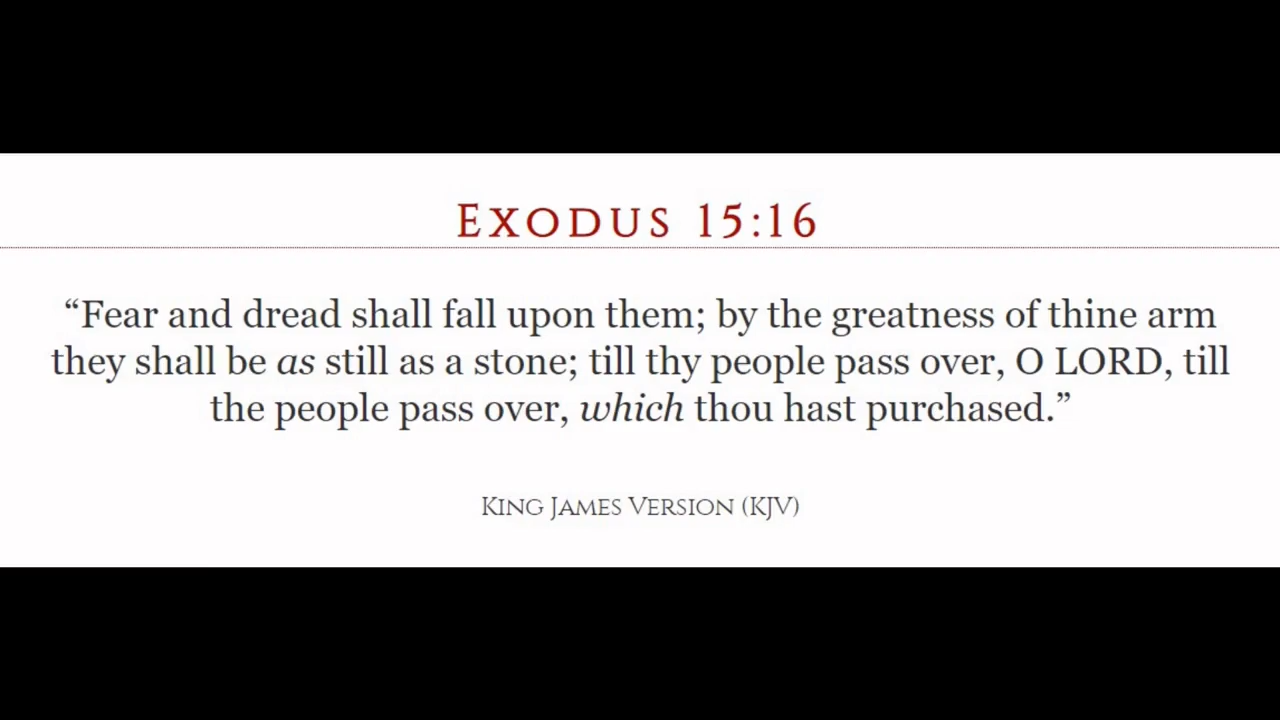 Exodus 15:16
“Fear and dread shall fall upon them; by the greatness of thine arm
they shall be as still as a stone; till thy people pass over, O LORD, till
the people pass over, which thou hast purchased.”
King James Version (KJV)